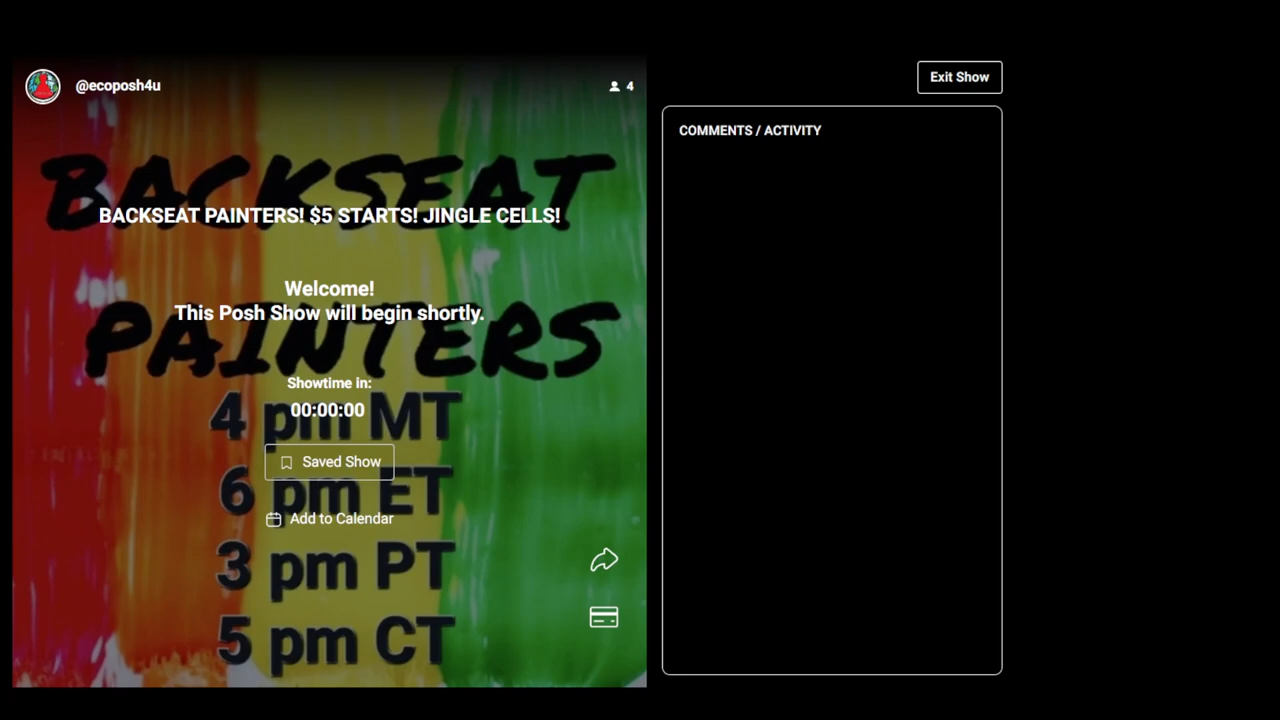 @ecoposh4u
4
Exit Show
COMMENTS / ACTIVITY
BACKSEAT
BACKSEAT PAINTERS! $5 STARTS! JINGLE CELLS!
Welcome!
This Posh Show will begin shortly.
PAINTERS
Showtime in:
00:00:00
4 pm MT
Saved Show
6 pm ET
Add to Calendar
3 pm PT
5 pm CT